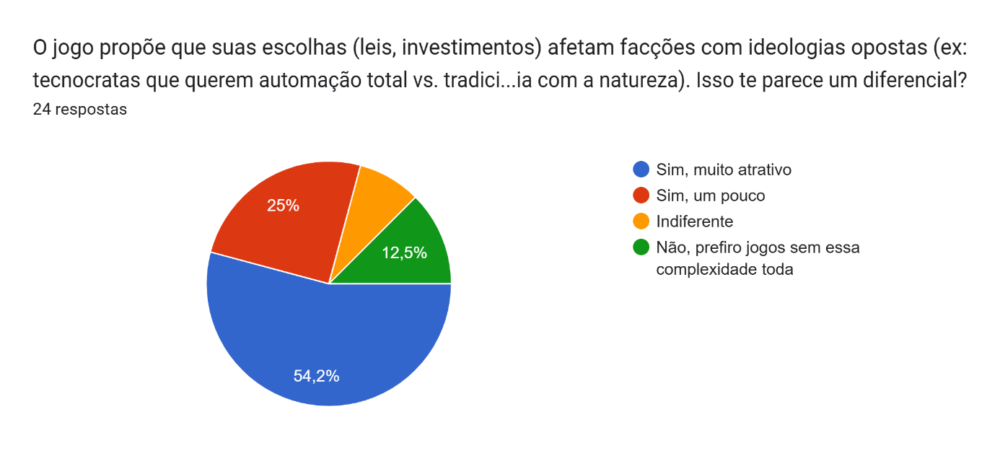 O jogo propõe que suas escolhas (leis, investimentos) afetam facções com ideologias opostas (ex:
tecnocratas que querem automação total vs. tradici...ia com a natureza). Isso te parece um diferencial?
24 respostas
Sim, muito atrativo
Sim, um pouco
Indiferente
Não, prefiro jogos sem essa
complexidade toda
25%
12,5%
54,2%